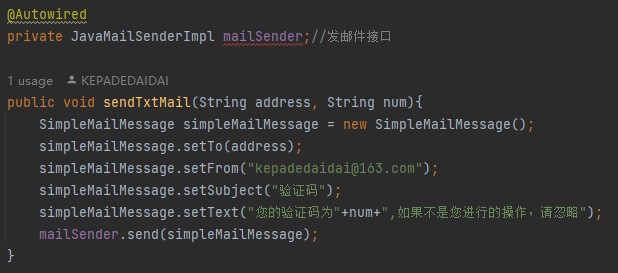 @Autowired
private JavaMailSenderImpl mailSender;//发邮件接口
1 usage KEPADEDAIDAI
public void sendTxtMail(String address, String num){
SimpleMailMessage simpleMailMessage = new SimpleMailMessage();
simpleMailMessage.setTo(address);
simpleMailMessage.setFrom("kepadedaidai@163.com");
simpleMailMessage.setSubject("验证码");
simpleMailMessage.setText("您的验证码为"+num+",如果不是您进行的操作，请忽略");
mailSender.send(simpleMailMessage);
}